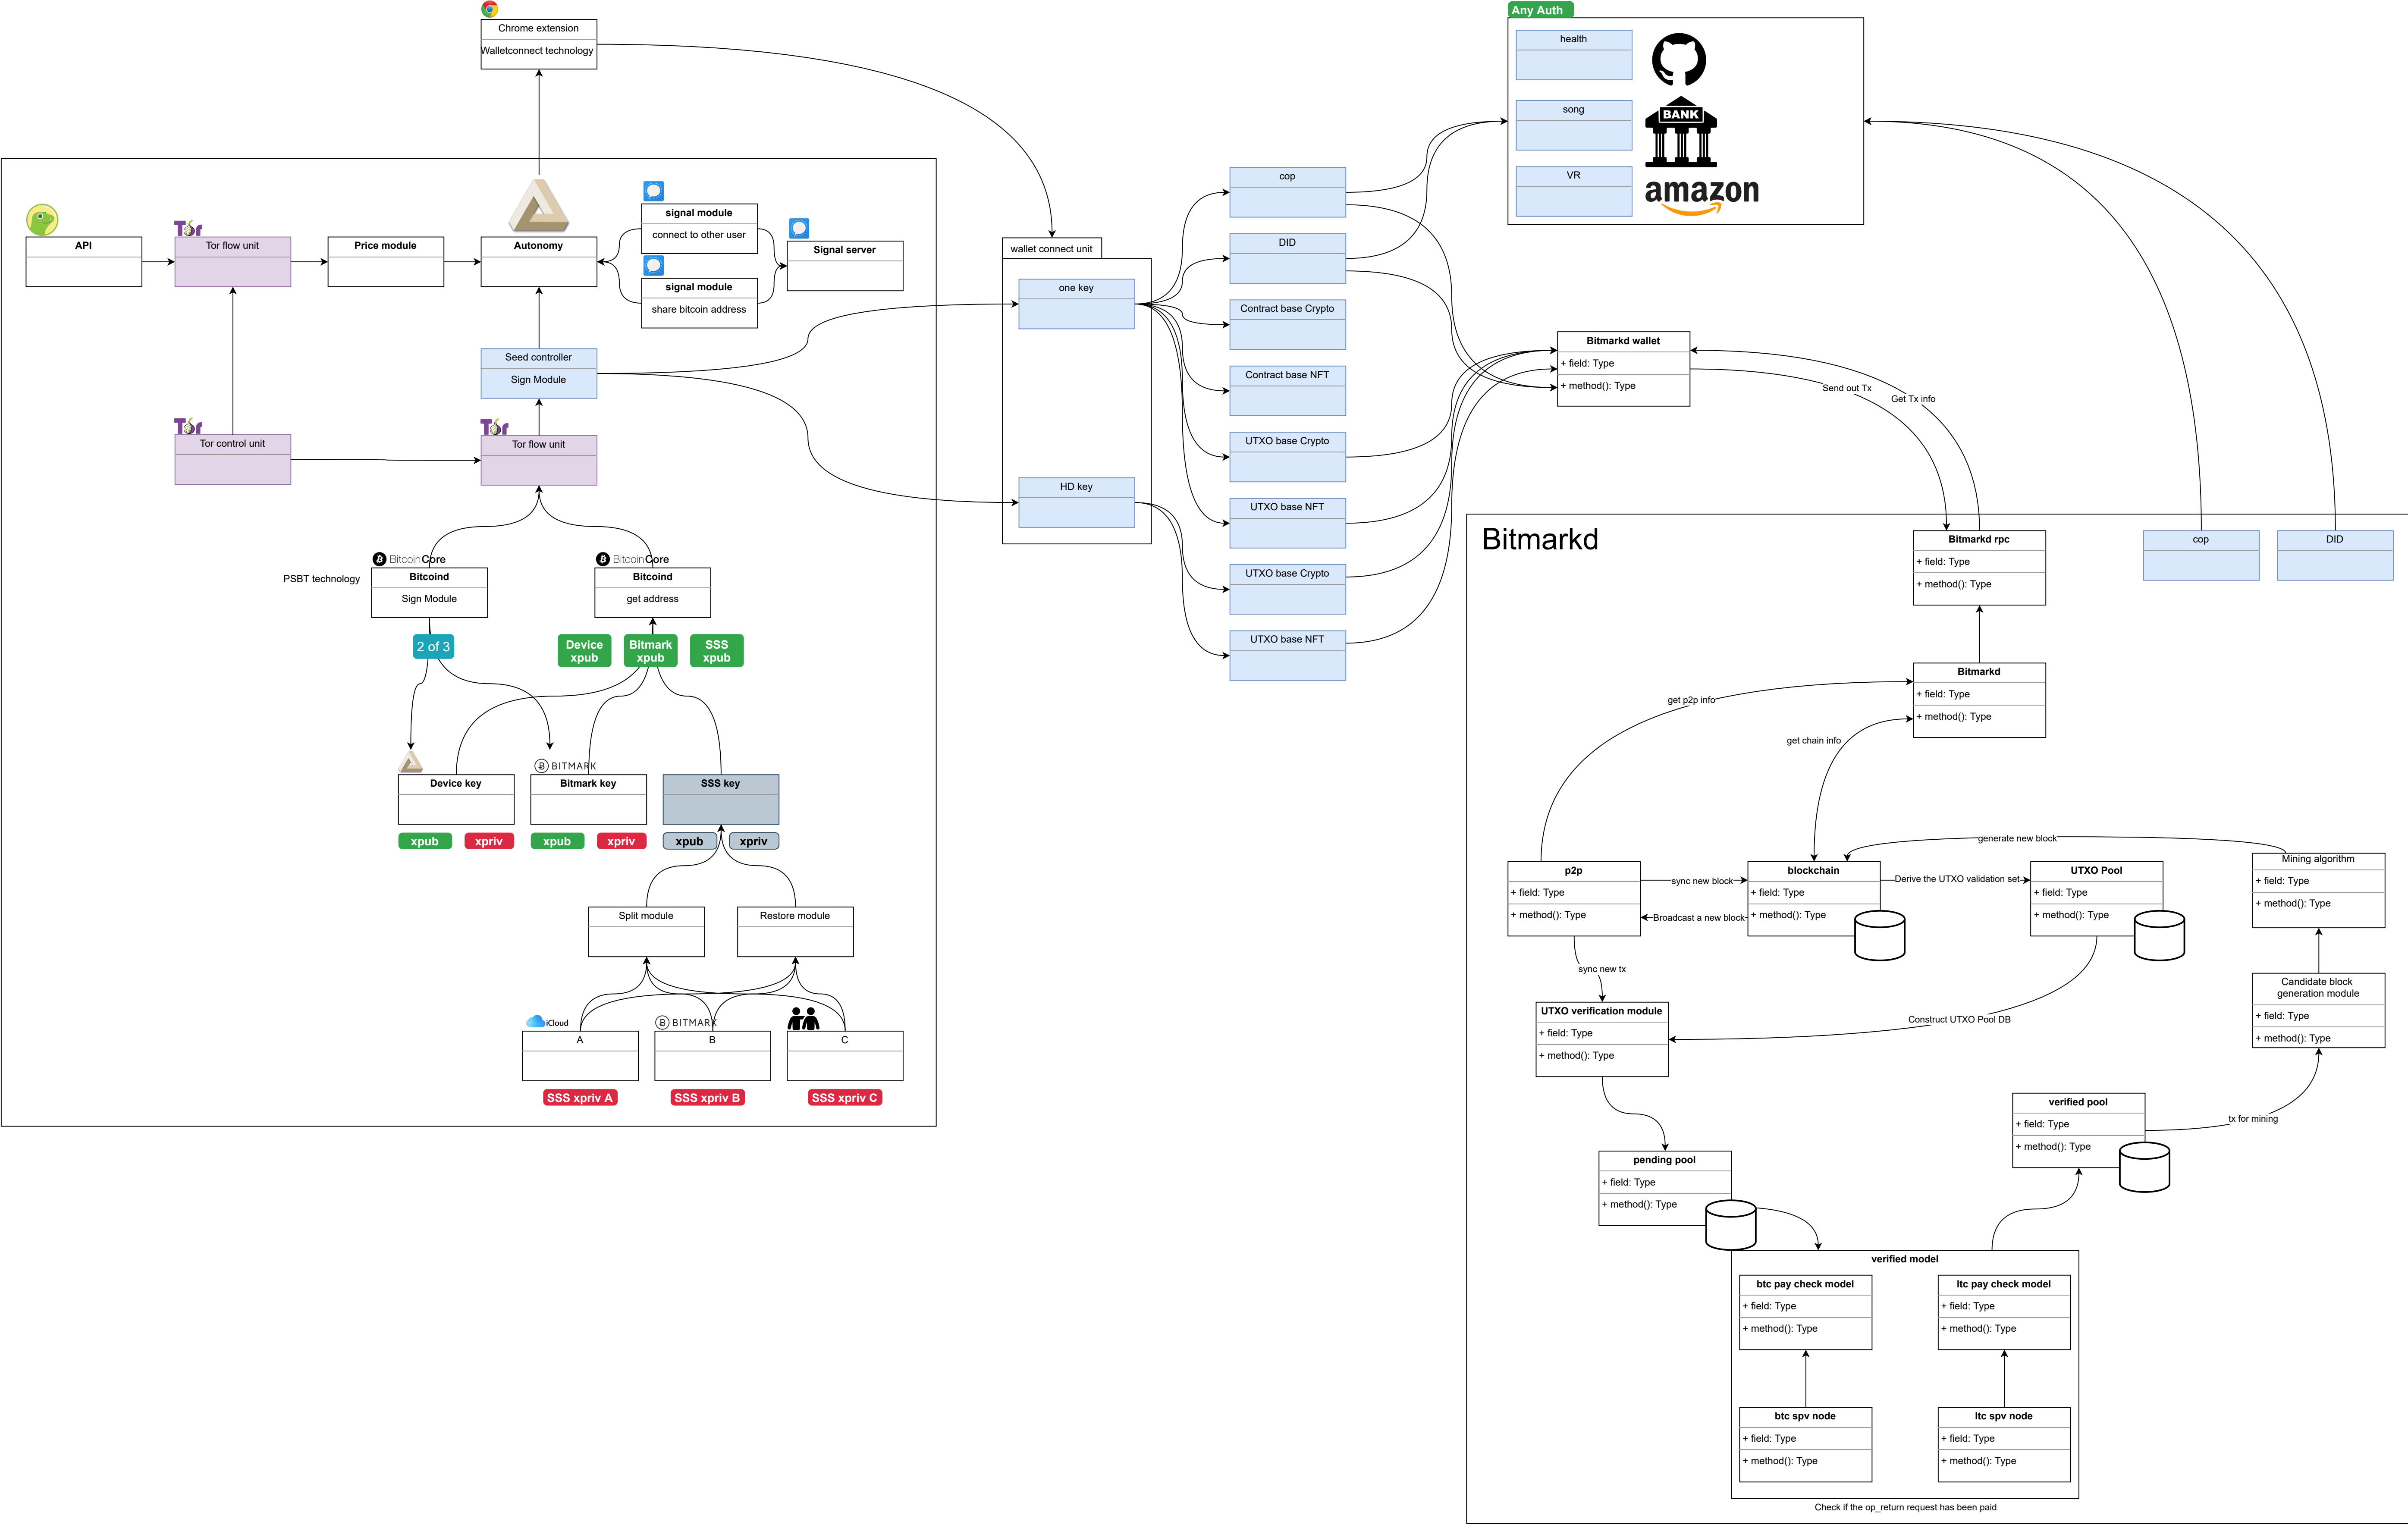 Chrome extension
Walletconnect technology
Any Auth
health
song
VR
BANK
amazon
API
Tor
Tor flow unit
Price module
Autonomy
signal module
connect to other user
signal module
share bitcoin address
Signal server
Seed controller
Sign Module
Tor
Tor control unit
Tor
Tor flow unit
BitcoinCore
Bitcoind
Sign Module
PSBT technology
BitcoinCore
Bitcoind
get address
2 of 3
Device
xpub
Bitmark
xpub
SSS
xpub
Device key
BITMARK
Bitmark key
SSS key
xpub
xpriv
xpub
xpriv
xpub
xpriv
Split module
Restore module
iCloud
A
BITMARK
B
C
SSS xpriv A
SSS xpriv B
SSS xpriv C
wallet connect unit
one key
HD key
cop
DID
Contract base Crypto
Contract base NFT
UTXO base Crypto
UTXO base NFT
UTXO base Crypto
UTXO base NFT
Bitmarkd wallet
+ field: Type
+ method(): Type
Send out Tx
Get Tx info
Bitmarkd
Bitmarkd rpc
+ field: Type
+ method(): Type
cop
DID
Bitmarkd
+ field: Type
+ method(): Type
get p2p info
get chain info
generate new block
p2p
+ field: Type
+ method(): Type
sync new block
Broadcast a new block
blockchain
+ field: Type
+ method(): Type
Derive the UTXO validation set
UTXO Pool
+ field: Type
+ method(): Type
Mining algorithm
+ field: Type
+ method(): Type
sync new tx
Candidate block
generation module
+ field: Type
+ method(): Type
UTXO verification module
+ field: Type
+ method(): Type
Construct UTXO Pool DB
verified pool
+ field: Type
+ method(): Type
tx for mining
pending pool
+ field: Type
+ method(): Type
verified model
btc pay check model
+ field: Type
+ method(): Type
ltc pay check model
+ field: Type
+ method(): Type
btc spv node
+ field: Type
+ method(): Type
ltc spv node
+ field: Type
+ method(): Type
Check if the op_return request has been paid